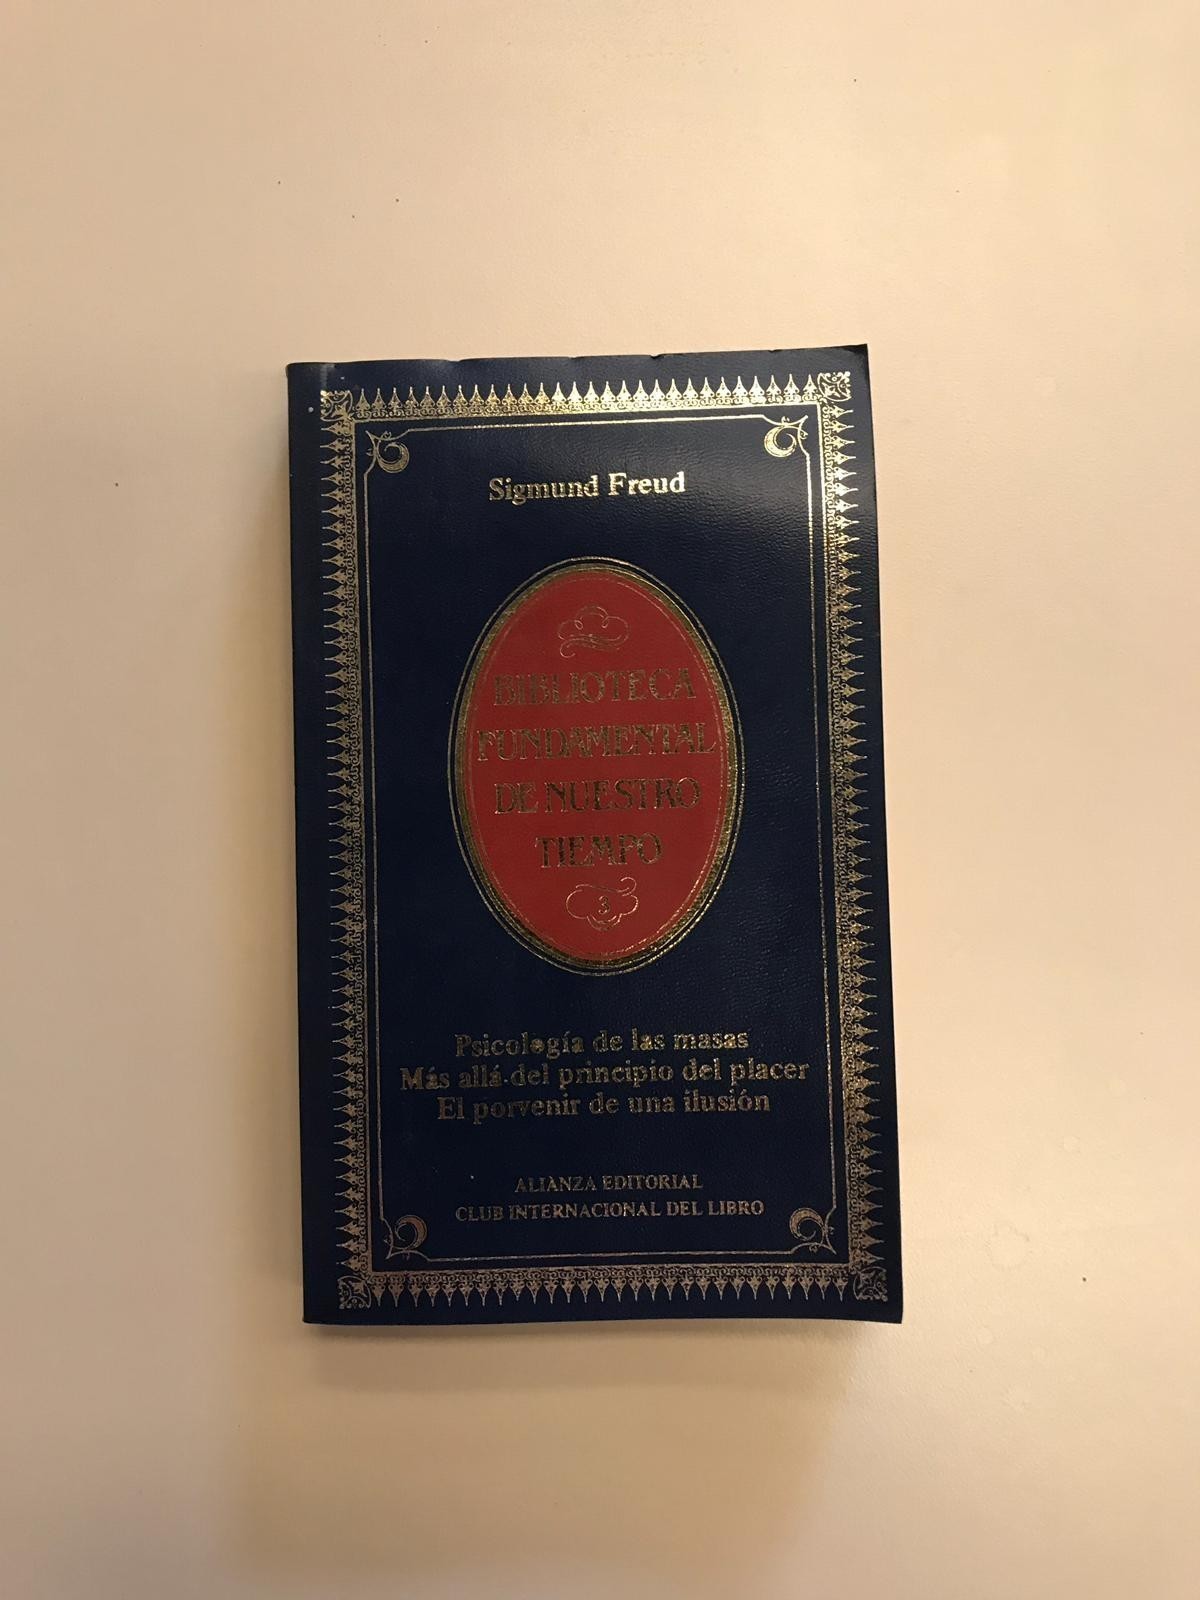 Sigmund Freud
BIBLIOTECA
FUNDAMENTAL
DE NUESTRO
TIEMPO
3
Psicología de las masas
Más allá del principio del placer
El porvenir de una ilusión
ALIANZA EDITORIAL
CLUB INTERNACIONAL DEL LIBRO